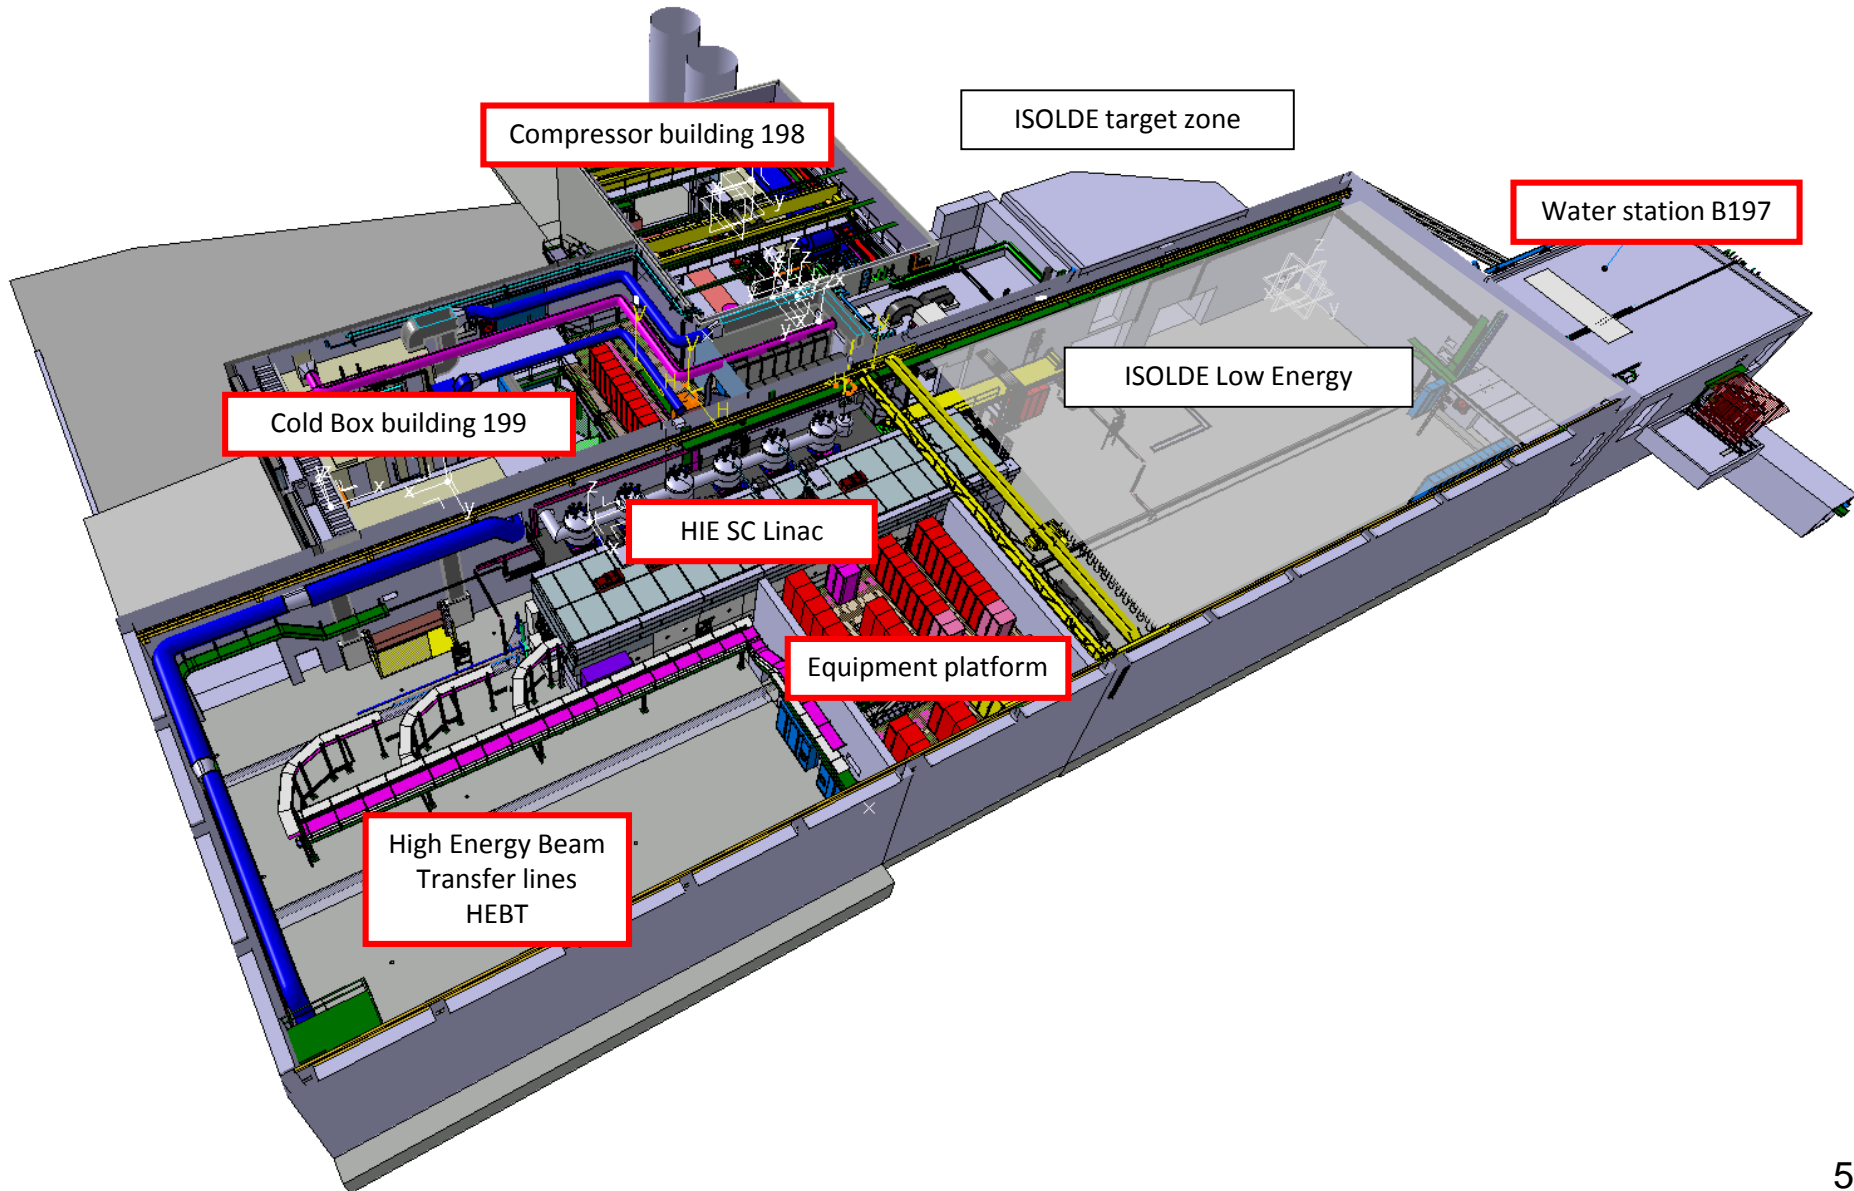 Compressor building 198
ISOLDE target zone
Water station B197
ISOLDE Low Energy
Cold Box building 199
HIE SC Linac
Equipment platform
High Energy Beam
Transfer lines
HEBT
5